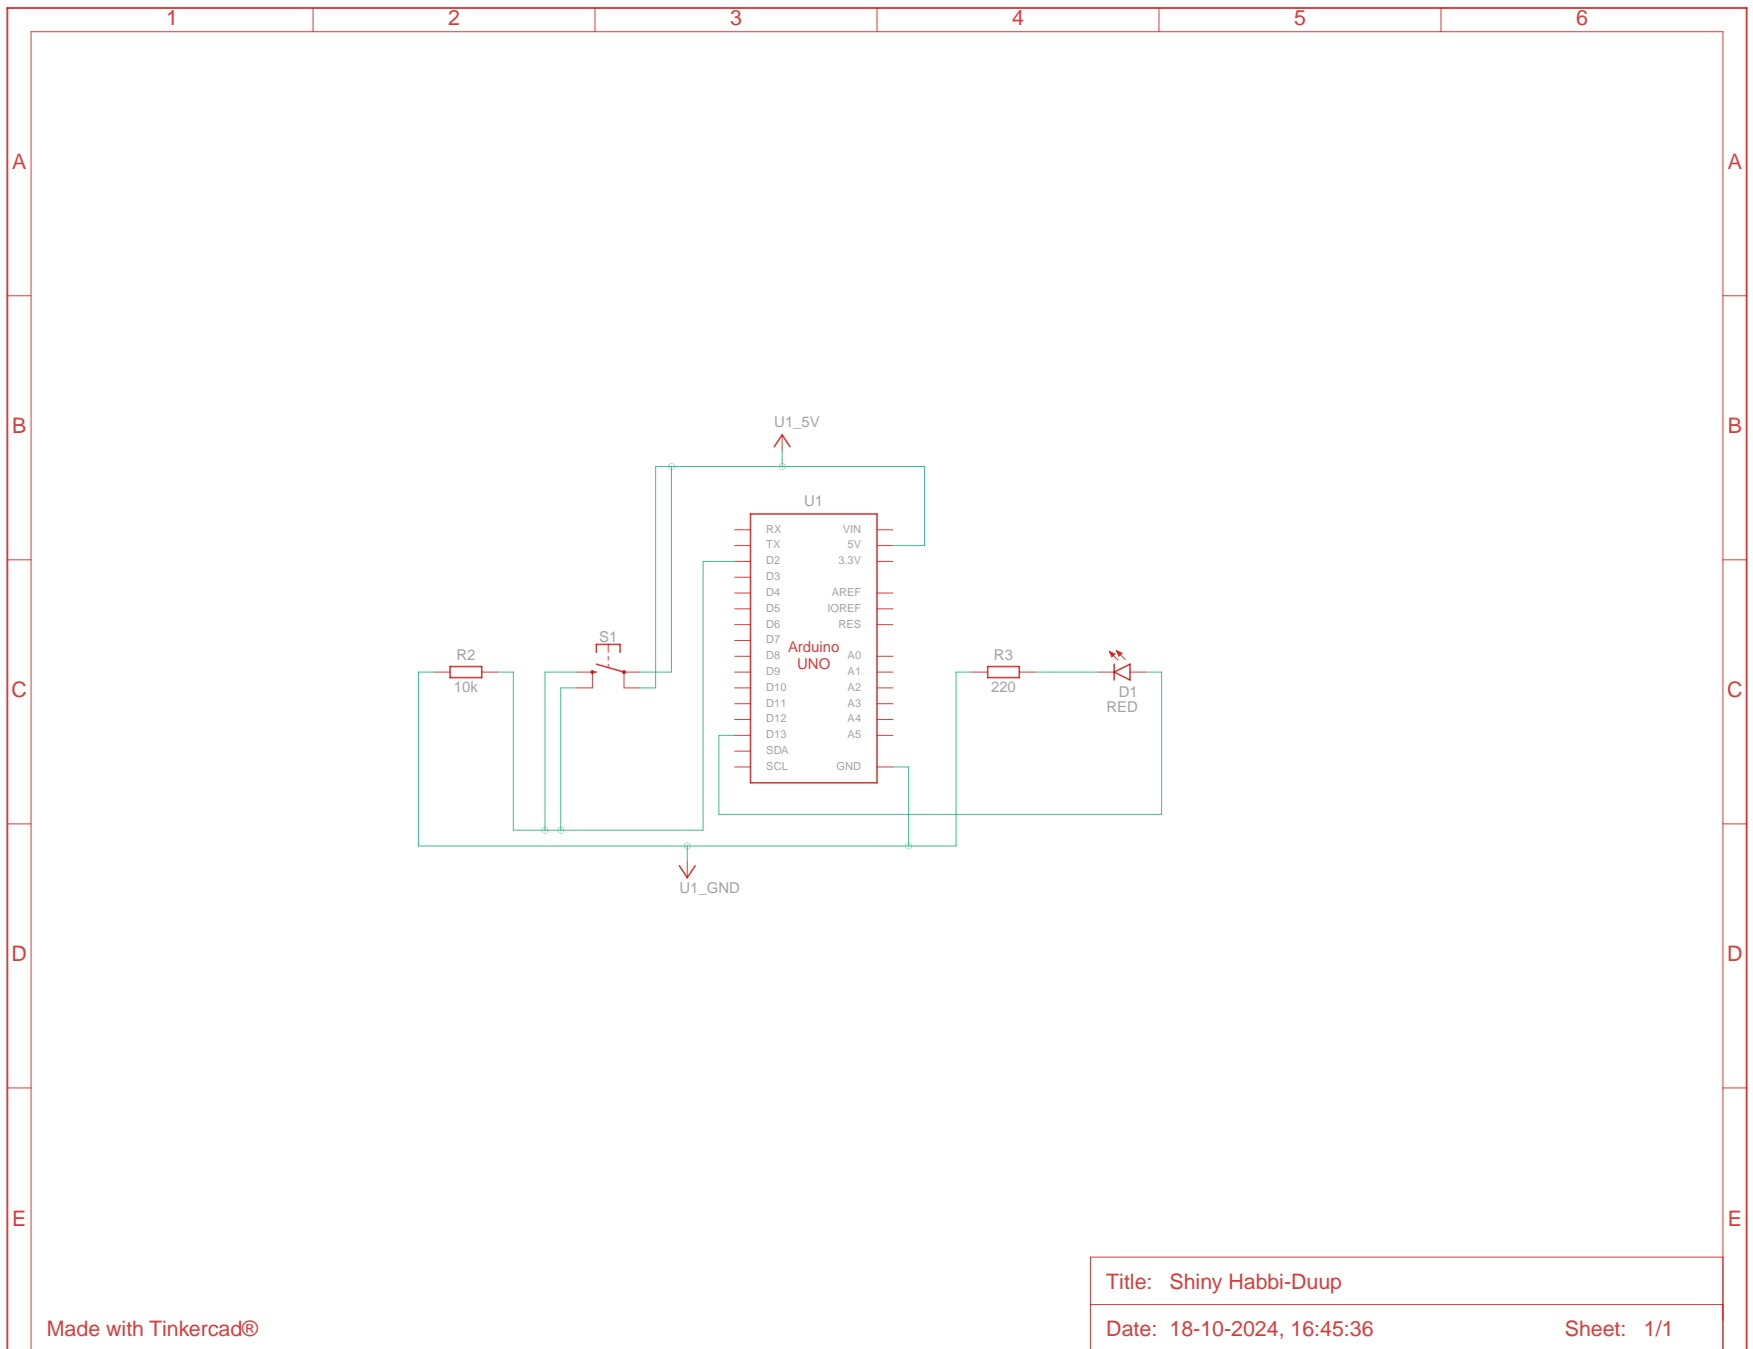 1 2 3 4 5 6
A A
B B
U1_5V
U1
RX VIN
TX 5V
D2 3.3V
D3
D4 AREF
D5 IOREF
D6 RES
D7
S1
Arduino
UNO
R2
D8 A0
R3
D9 A1
10k
D10 A2
220
D1
RED
C C
D11 A3
D12 A4
D13 A5
SDA
SCL GND
U1_GND
D D
E E
Title: Shiny Habbi-Duup
Made with Tinkercad®
Date: 18-10-2024, 16:45:36 Sheet: 1/1